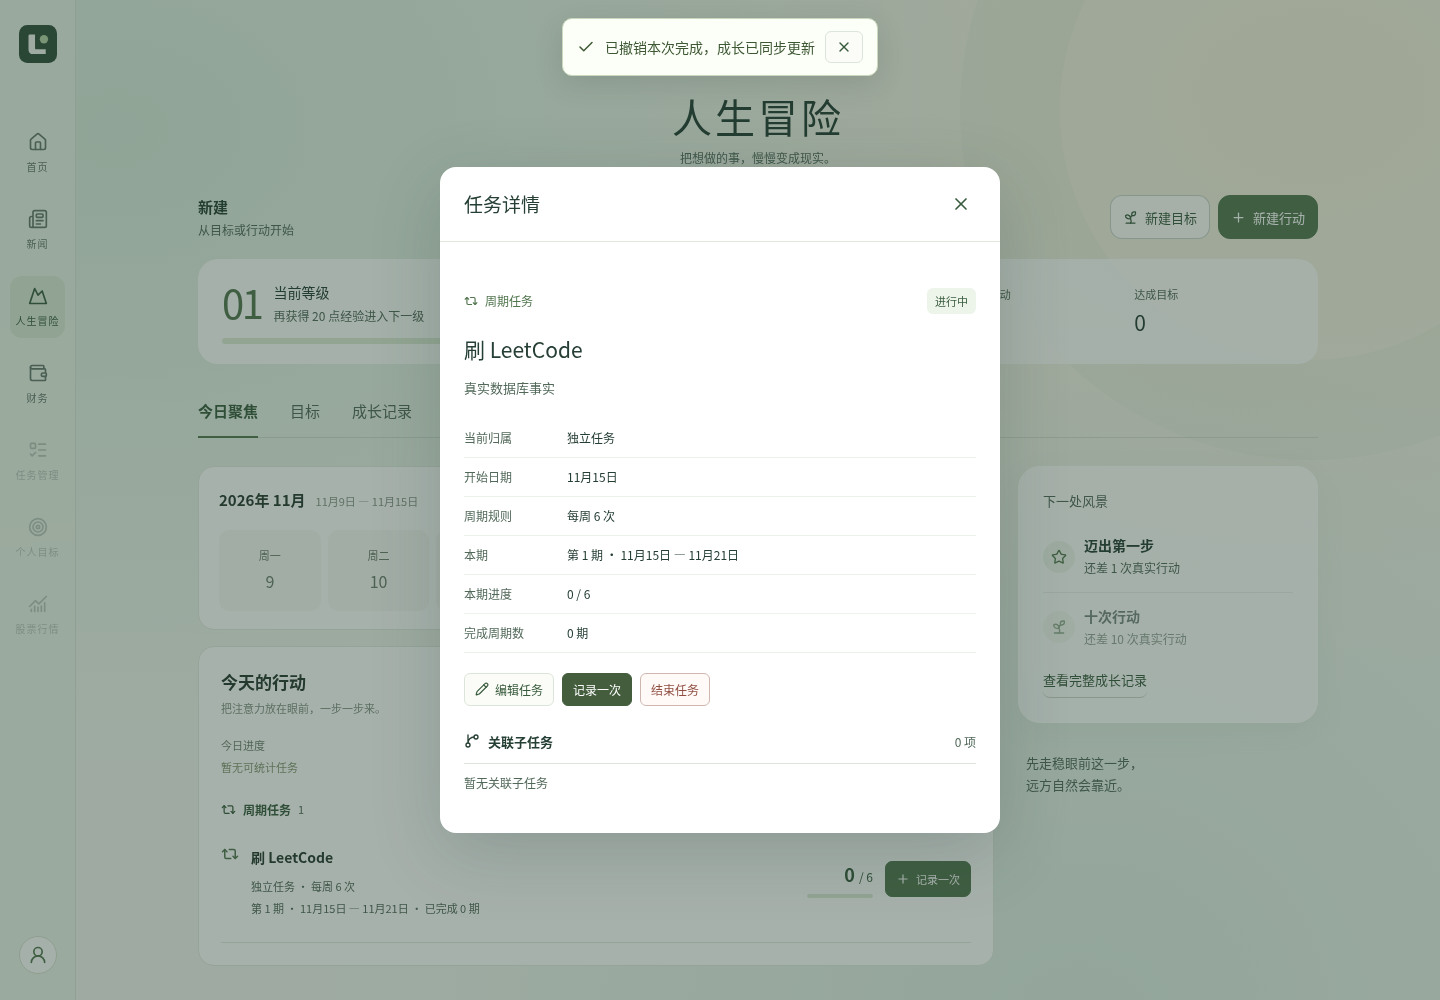 已撤销本次完成，成长已同步更新
人生冒险
把想做的事，慢慢变成现实。
首页
新闻
人生冒险
财务
任务管理
个人目标
股票行情
新建
从目标或行动开始
新建目标
新建行动
01
当前等级
再获得 20 点经验进入下一级
动
达成目标
0
今日聚焦
目标
成长记录
2026年 11月
11月9日 — 11月15日
周一
9
周二
10
今天的行动
把注意力放在眼前，一步一步来。
今日进度
暂无可统计任务
周期任务 1
刷 LeetCode
独立任务 · 每周 6 次
第 1 期 · 11月15日 — 11月21日 · 已完成 0 期
0 / 6
记录一次
下一处风景
迈出第一步
还差 1 次真实行动
十次行动
还差 10 次真实行动
查看完整成长记录
先走稳眼前这一步，
远方自然会靠近。
任务详情
周期任务
进行中
刷 LeetCode
真实数据库事实
当前归属 独立任务
开始日期 11月15日
周期规则 每周 6 次
本期 第 1 期 · 11月15日 — 11月21日
本期进度 0 / 6
完成周期数 0 期
编辑任务
记录一次
结束任务
关联子任务
0 项
暂无关联子任务